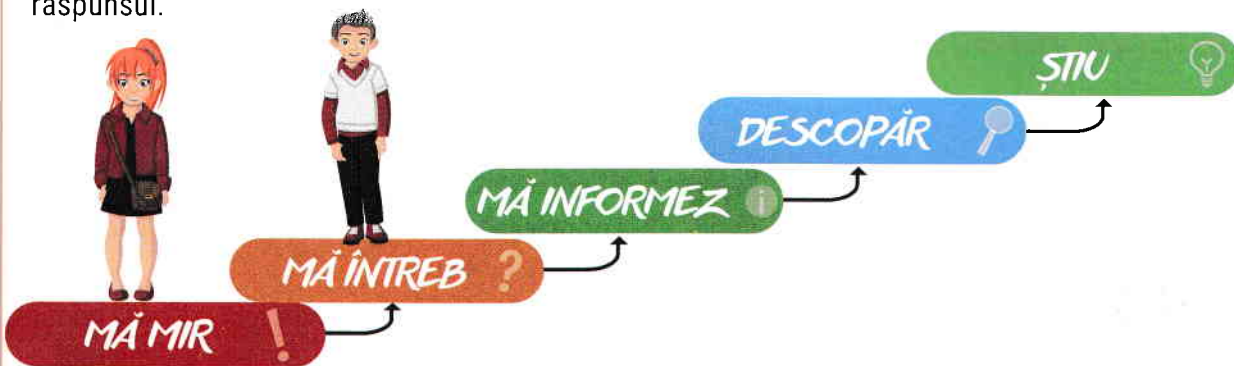 răspunsul.
ȘTIU
DESCOPĂR
MĂ INFORMEZ i
MĂ ÎNTREB ?
MĂ MIR !